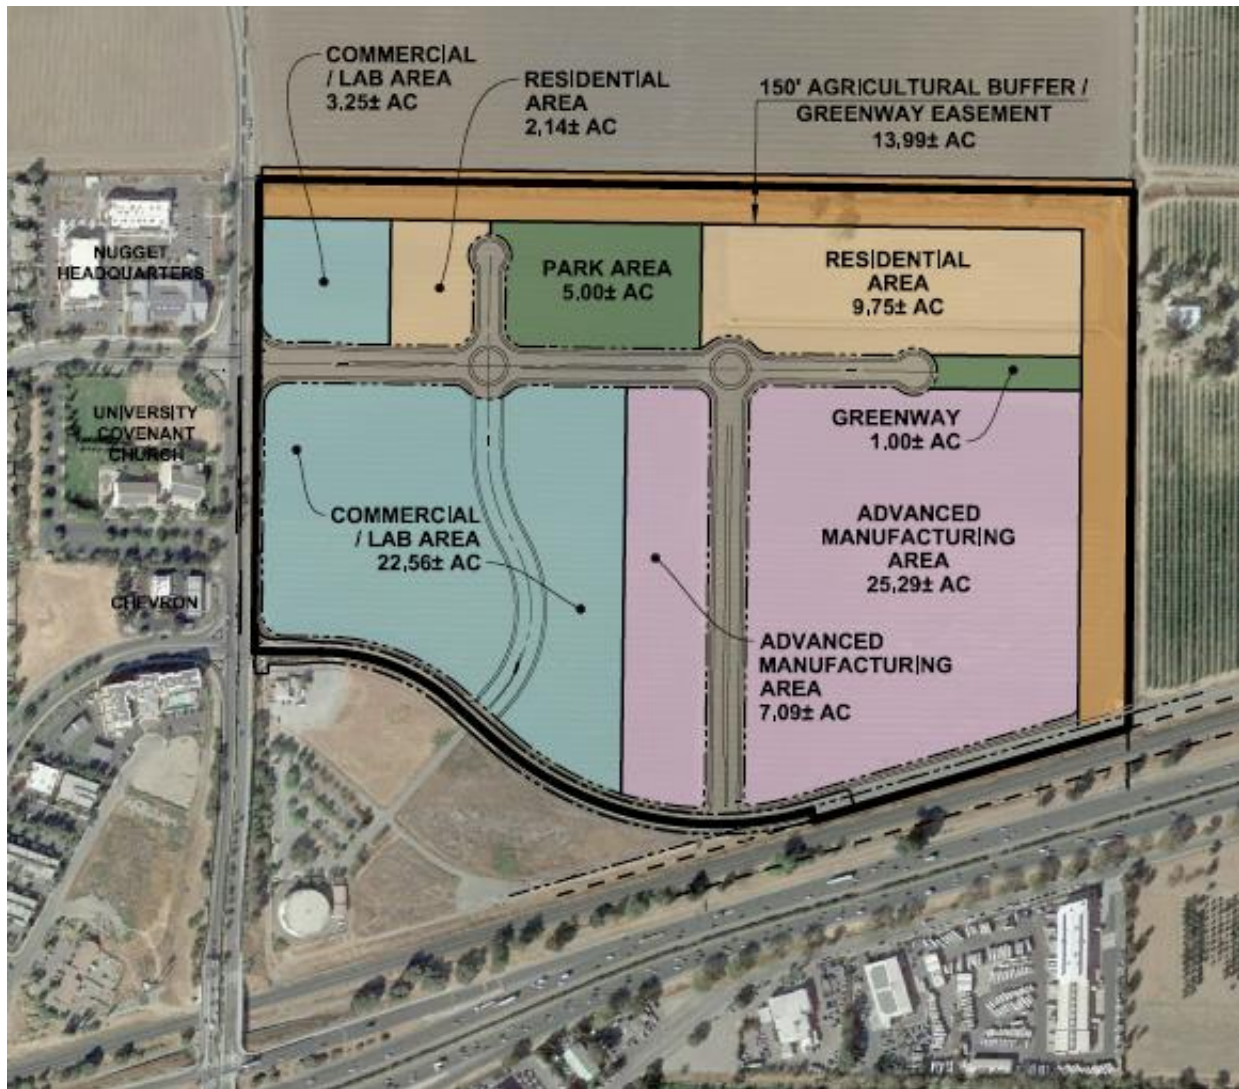 COMMERCIAL
/ LAB AREA
3.25± AC
RESIDENTIAL
AREA
2.14± AC
150' AGRICULTURAL BUFFER /
GREENWAY EASEMENT
13.99± AC
NUGGET
HEADQUARTERS
PARK AREA
5.00± AC
RESIDENTIAL
AREA
9.75± AC
UNIVERSITY
COVENANT
CHURCH
GREENWAY
1.00± AC
COMMERCIAL
/ LAB AREA
22.56± AC
ADVANCED
MANUFACTURING
AREA
25.29± AC
CHEVRON
ADVANCED
MANUFACTURING
AREA
7.09± AC